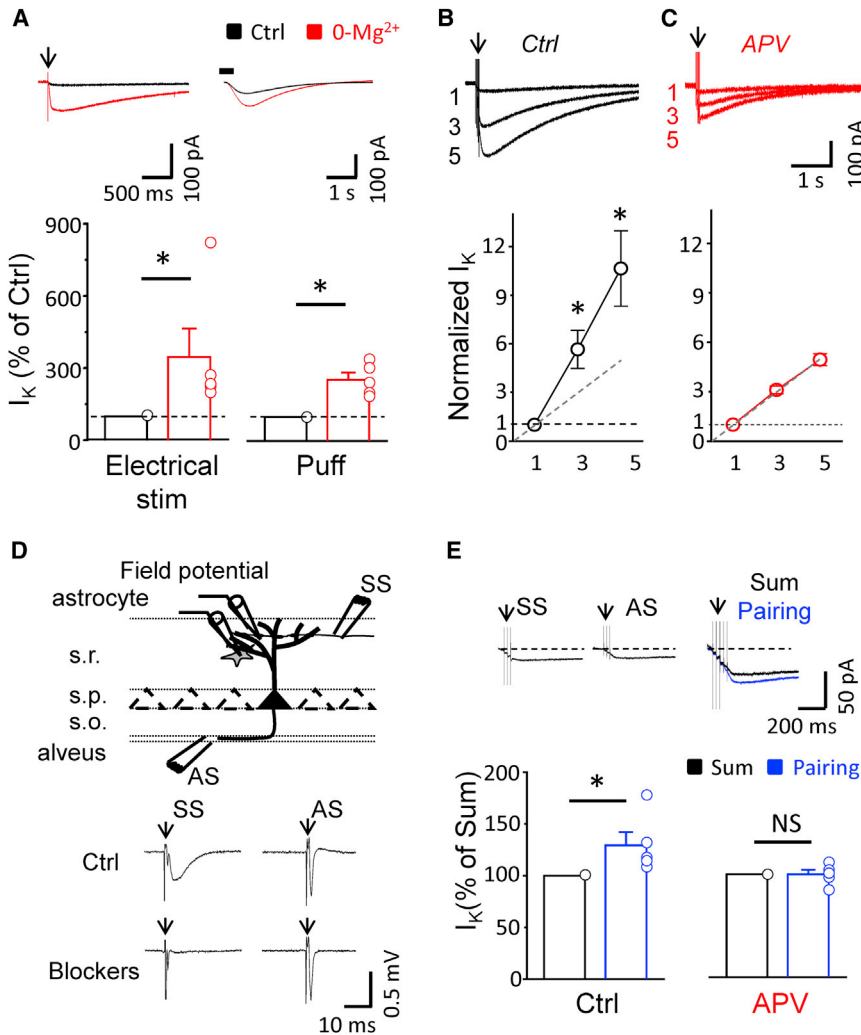 A
Ctrl
0-Mg²⁺
500 ms
100 pA
1 s
100 pA
I_K (% of Ctrl)
900
600
300
0
*
*
Electrical
stim
Puff
B
Ctrl
1
3
5
C
APV
1
3
5
1 s
100 pA
Normalized I_K
12
9
6
3
1
0
*
*
1 3 5
12
9
6
3
1
0
1 3 5
D
Field potential
SS
astrocyte
s.r.
s.p.
s.o.
alveus
AS
SS
AS
Ctrl
Blockers
10 ms
0.5 mV
E
SS
AS
Sum
Pairing
50 pA
200 ms
Sum
Pairing
I_K(% of Sum)
200
150
100
50
0
*
NS
Ctrl
APV